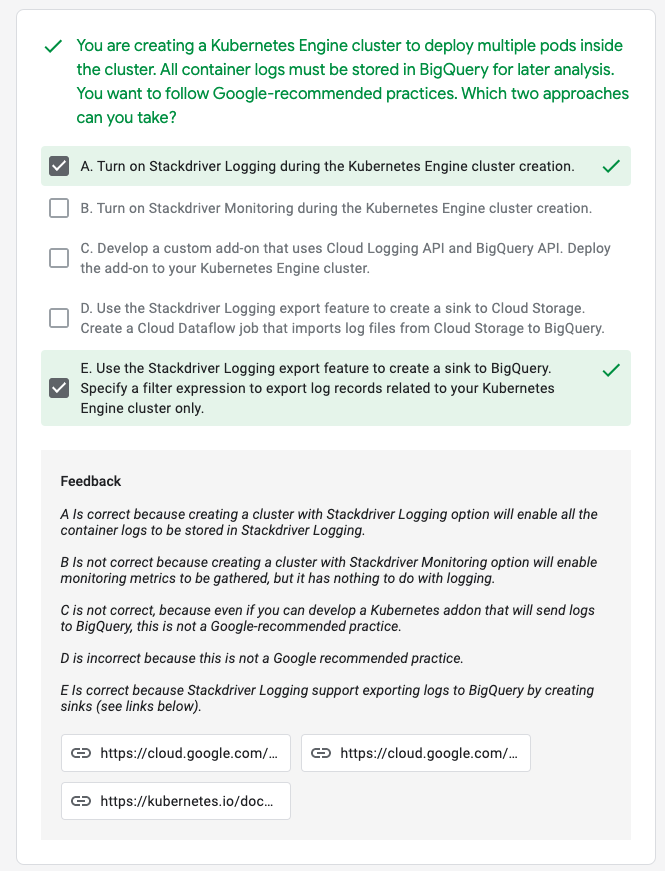 You are creating a Kubernetes Engine cluster to deploy multiple pods inside
the cluster. All container logs must be stored in BigQuery for later analysis.
You want to follow Google-recommended practices. Which two approaches
can you take?
A. Turn on Stackdriver Logging during the Kubernetes Engine cluster creation.
B. Turn on Stackdriver Monitoring during the Kubernetes Engine cluster creation.
C. Develop a custom add-on that uses Cloud Logging API and BigQuery API. Deploy
the add-on to your Kubernetes Engine cluster.
D. Use the Stackdriver Logging export feature to create a sink to Cloud Storage.
Create a Cloud Dataflow job that imports log files from Cloud Storage to BigQuery.
E. Use the Stackdriver Logging export feature to create a sink to BigQuery.
Specify a filter expression to export log records related to your Kubernetes
Engine cluster only.
Feedback
A Is correct because creating a cluster with Stackdriver Logging option will enable all the
container logs to be stored in Stackdriver Logging.
B Is not correct because creating a cluster with Stackdriver Monitoring option will enable
monitoring metrics to be gathered, but it has nothing to do with logging.
C is not correct, because even if you can develop a Kubernetes addon that will send logs
to BigQuery, this is not a Google-recommended practice.
D is incorrect because this is not a Google recommended practice.
E Is correct because Stackdriver Logging support exporting logs to BigQuery by creating
sinks (see links below).
https://cloud.google.com/... https://cloud.google.com/...
https://kubernetes.io/doc...